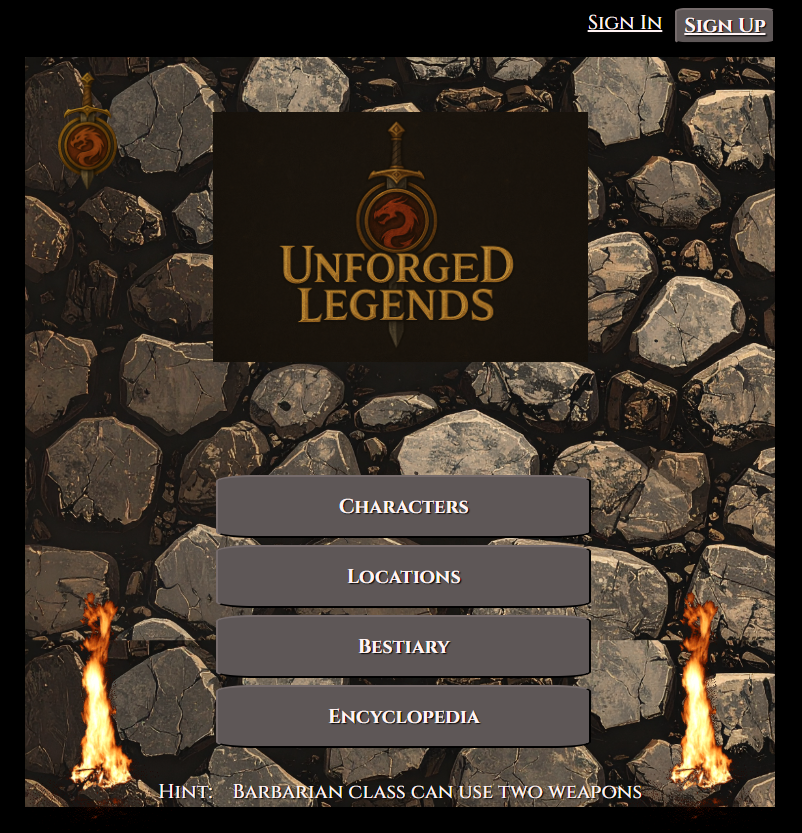 Sign In
Sign Up
UNFORGED
LEGENDS
Characters
Locations
Bestiary
Encyclopedia
Hint: Barbarian class can use two weapons